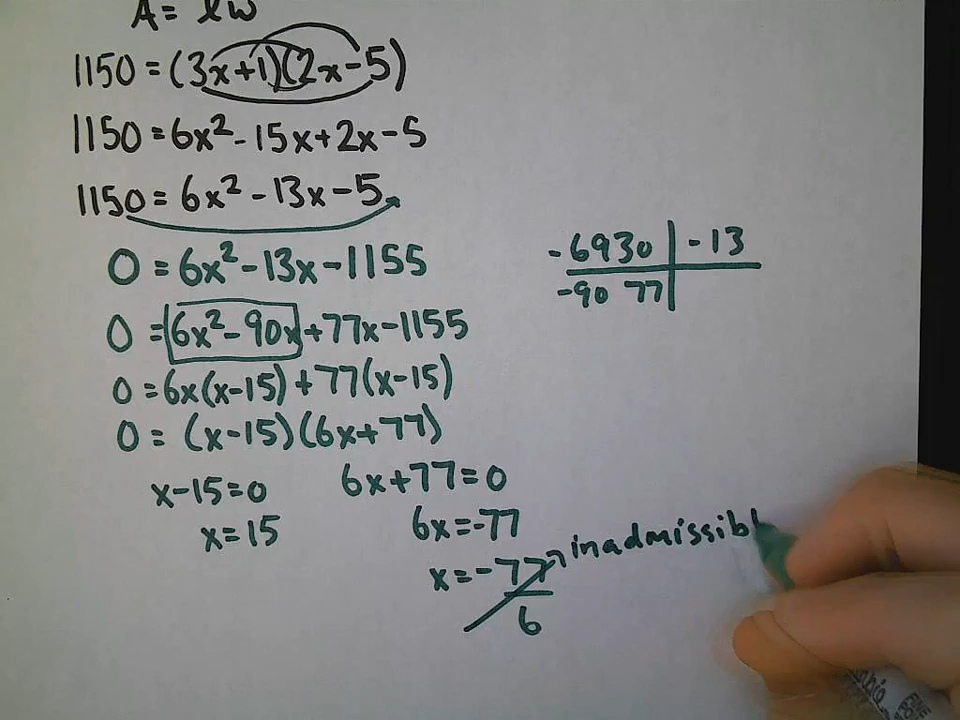 A = lw
1150 = (3x+1)(2x-5)
1150 = 6x² - 15x + 2x - 5
1150 = 6x² - 13x - 5
0 = 6x² - 13x - 1155
-6930 | -13
-90 77
0 = 6x² - 90x + 77x - 1155
0 = 6x(x-15) + 77(x-15)
0 = (x-15)(6x+77)
x-15=0 6x+77=0
x=15 6x=-77
x=-77/6 inadmissibl